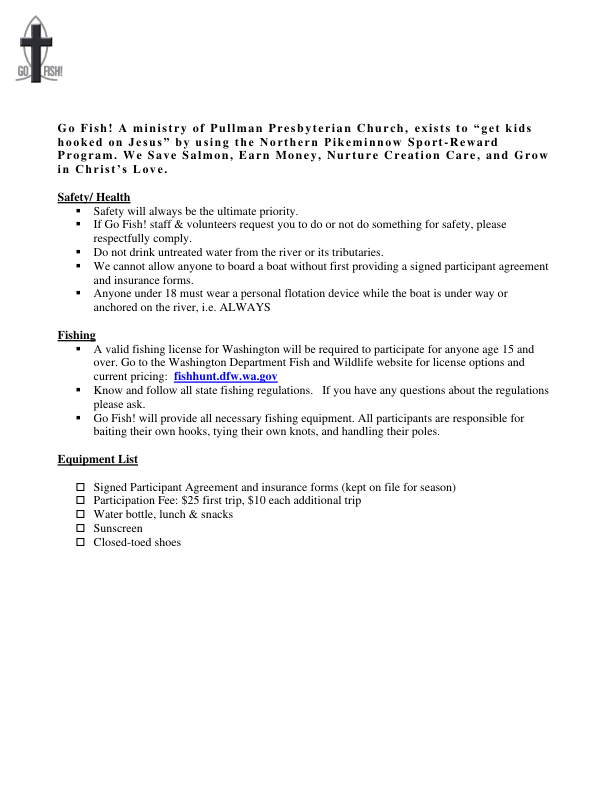 GO FISH!
Go Fish! A ministry of Pullman Presbyterian Church, exists to “get kids
hooked on Jesus” by using the Northern Pikeminnow Sport-Reward
Program. We Save Salmon, Earn Money, Nurture Creation Care, and Grow
in Christ’s Love.
Safety/ Health
▪ Safety will always be the ultimate priority.
▪ If Go Fish! staff & volunteers request you to do or not do something for safety, please
respectfully comply.
▪ Do not drink untreated water from the river or its tributaries.
▪ We cannot allow anyone to board a boat without first providing a signed participant agreement
and insurance forms.
▪ Anyone under 18 must wear a personal flotation device while the boat is under way or
anchored on the river, i.e. ALWAYS
Fishing
▪ A valid fishing license for Washington will be required to participate for anyone age 15 and
over. Go to the Washington Department Fish and Wildlife website for license options and
current pricing: fishhunt.dfw.wa.gov
▪ Know and follow all state fishing regulations. If you have any questions about the regulations
please ask.
▪ Go Fish! will provide all necessary fishing equipment. All participants are responsible for
baiting their own hooks, tying their own knots, and handling their poles.
Equipment List
☐ Signed Participant Agreement and insurance forms (kept on file for season)
☐ Participation Fee: $25 first trip, $10 each additional trip
☐ Water bottle, lunch & snacks
☐ Sunscreen
☐ Closed-toed shoes